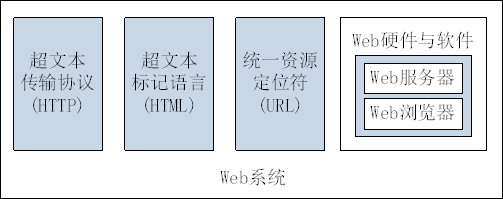 超文本
传输协议
(HTTP)
超文本
标记语言
(HTML)
统一资源
定位符
(URL)
Web硬件与软件
Web服务器
Web浏览器
Web系统